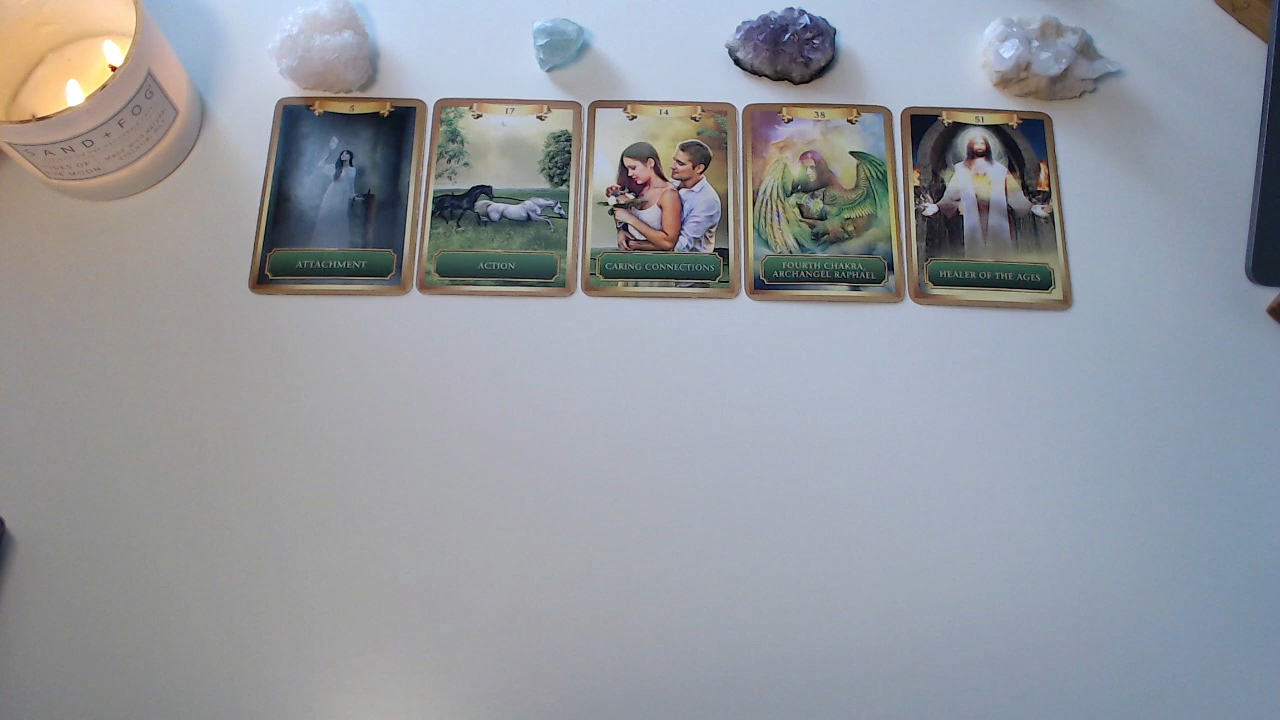 SAND+FOG
5
ATTACHMENT
17
ACTION
14
CARING CONNECTIONS
38
FOURTH CHAKRA,
ARCHANGEL RAPHAEL
51
HEALER OF THE AGES